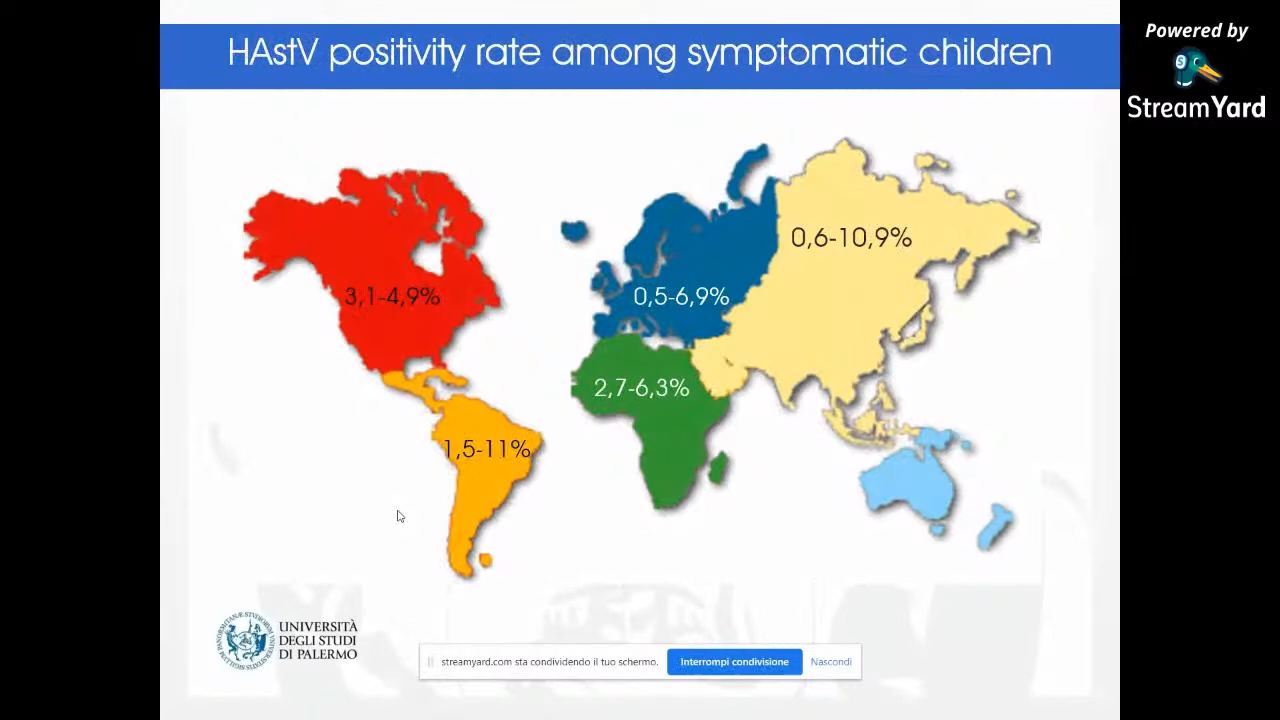 HAstV positivity rate among symptomatic children
Powered by
StreamYard
0,6-10,9%
3,1-4,9%
0,5-6,9%
2,7-6,3%
1,5-11%
UNIVERSITÀ
DEGLI STUDI
DI PALERMO
streamyard.com sta condividendo il tuo schermo.
Interrompi condivisione
Nascondi